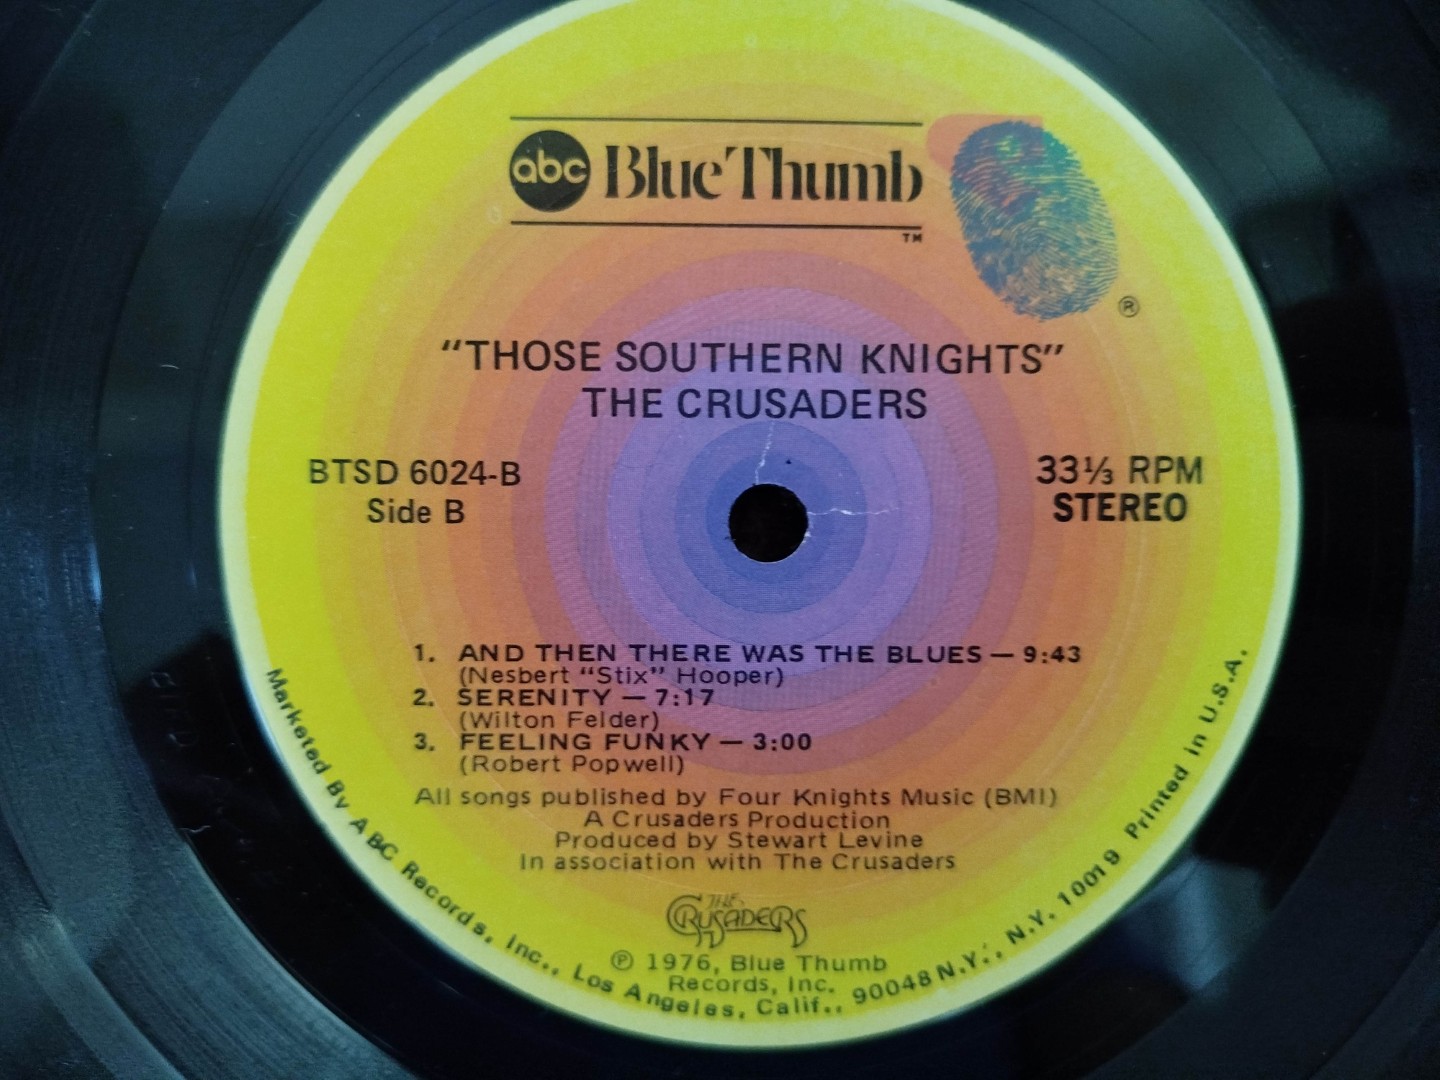 abc Blue Thumb
TM
®
“THOSE SOUTHERN KNIGHTS”
THE CRUSADERS
BTSD 6024-B
Side B
33⅓ RPM
STEREO
1. AND THEN THERE WAS THE BLUES — 9:43
(Nesbert “Stix” Hooper)
2. SERENITY — 7:17
(Wilton Felder)
3. FEELING FUNKY — 3:00
(Robert Popwell)
All songs published by Four Knights Music (BMI)
A Crusaders Production
Produced by Stewart Levine
In association with The Crusaders
THE CRUSADERS
℗ 1976, Blue Thumb
Records, Inc.
Marketed By ABC Records, Inc., Los Angeles, Calif., 90048 N.Y., N.Y. 10019 Printed in U.S.A.